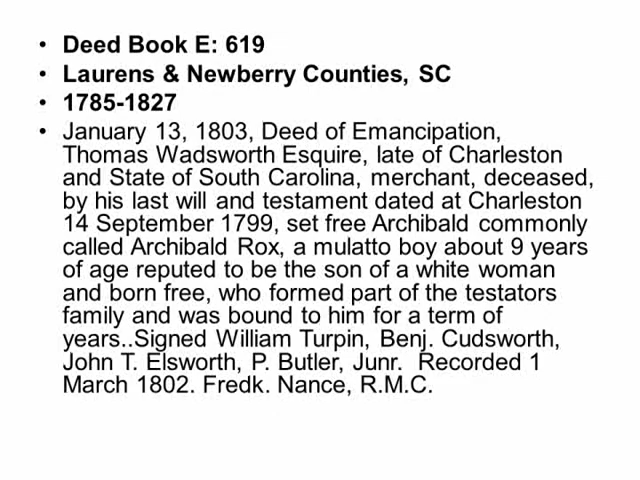 • Deed Book E: 619
• Laurens & Newberry Counties, SC
• 1785-1827
• January 13, 1803, Deed of Emancipation,
Thomas Wadsworth Esquire, late of Charleston
and State of South Carolina, merchant, deceased,
by his last will and testament dated at Charleston
14 September 1799, set free Archibald commonly
called Archibald Rox, a mulatto boy about 9 years
of age reputed to be the son of a white woman
and born free, who formed part of the testators
family and was bound to him for a term of
years..Signed William Turpin, Benj. Cudsworth,
John T. Elsworth, P. Butler, Junr.  Recorded 1
March 1802. Fredk. Nance, R.M.C.